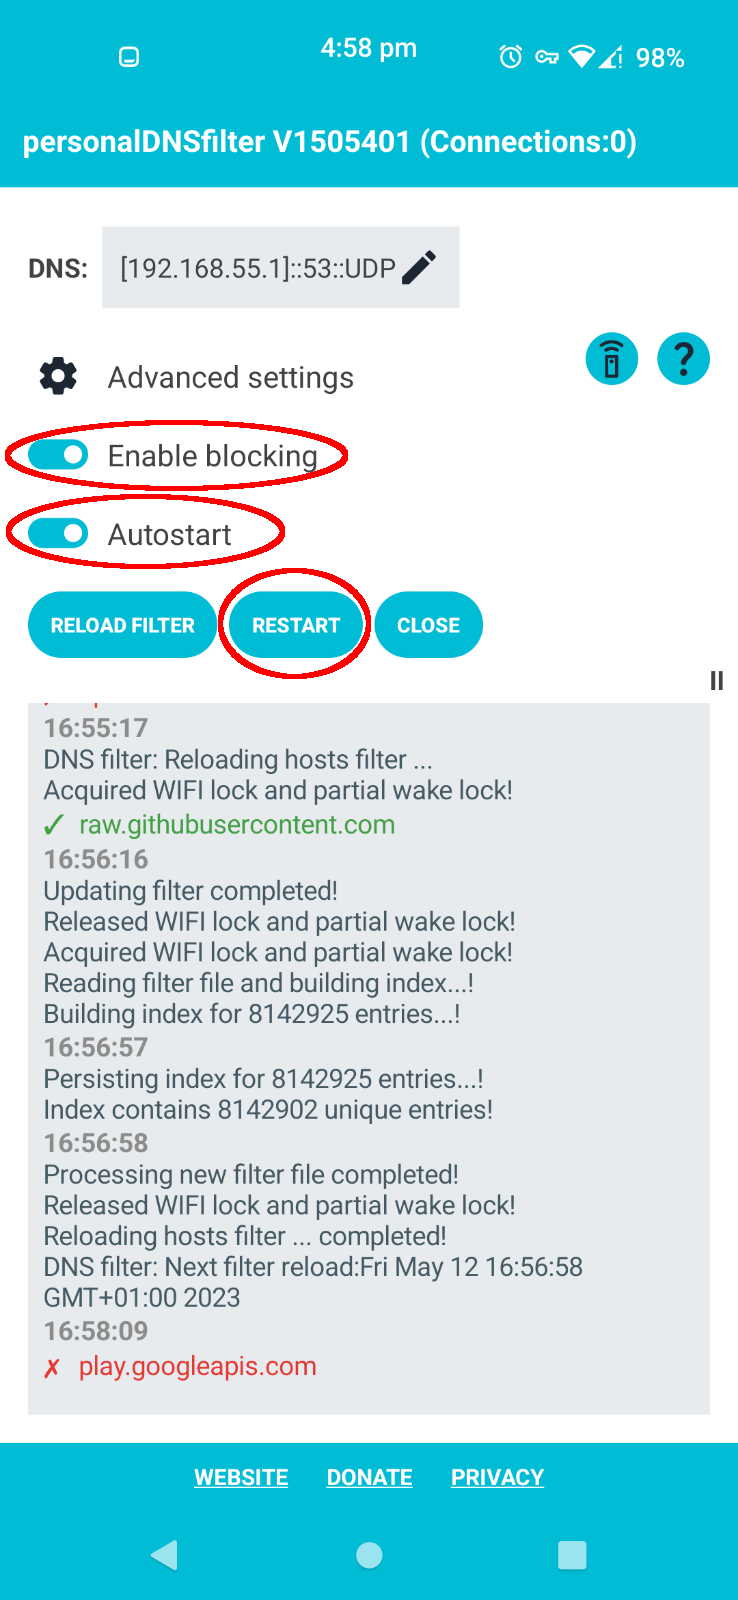 4:58 pm
98%
personalDNSfilter V1505401 (Connections:0)
DNS: [192.168.55.1]::53::UDP
Advanced settings
?
Enable blocking
Autostart
RELOAD FILTER RESTART CLOSE
16:55:17
DNS filter: Reloading hosts filter ...
Acquired WIFI lock and partial wake lock!
✓ raw.githubusercontent.com
16:56:16
Updating filter completed!
Released WIFI lock and partial wake lock!
Acquired WIFI lock and partial wake lock!
Reading filter file and building index...!
Building index for 8142925 entries...!
16:56:57
Persisting index for 8142925 entries...!
Index contains 8142902 unique entries!
16:56:58
Processing new filter file completed!
Released WIFI lock and partial wake lock!
Reloading hosts filter ... completed!
DNS filter: Next filter reload:Fri May 12 16:56:58
GMT+01:00 2023
16:58:09
✗ play.googleapis.com
WEBSITE DONATE PRIVACY